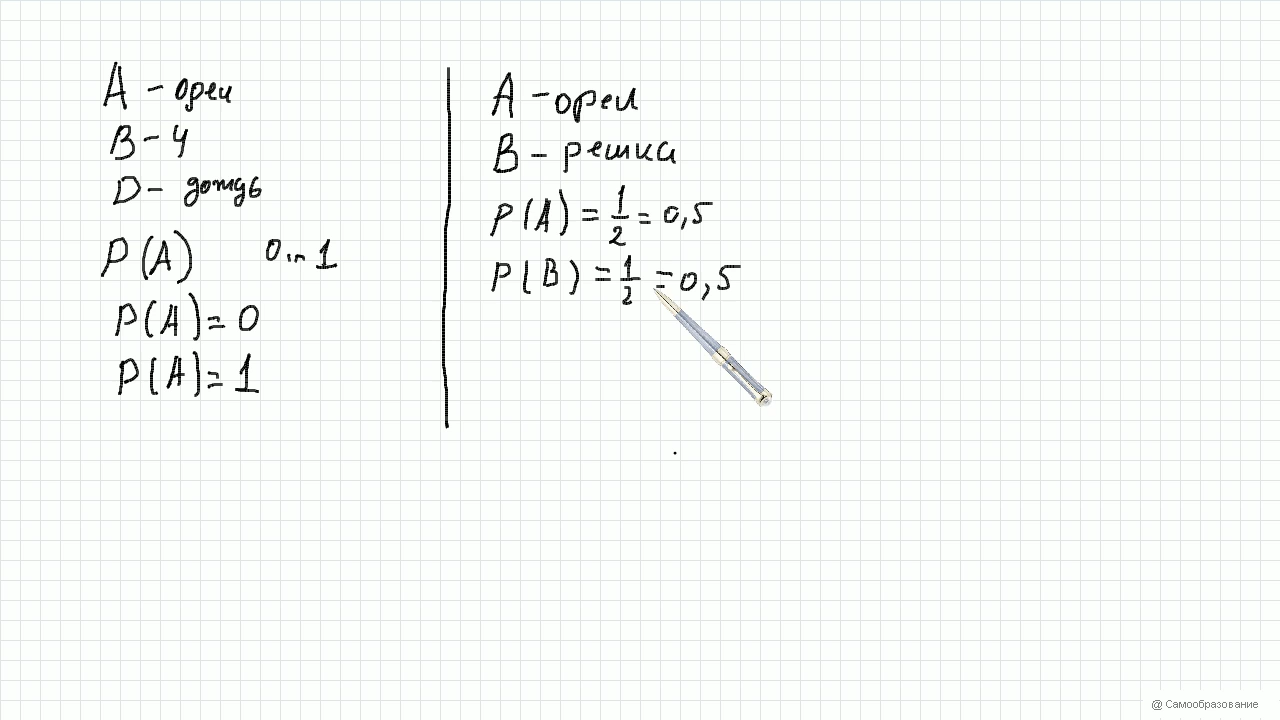 A - орел
B - 4
D - дождь
P(A) 0...1
P(A) = 0
P(A) = 1
A - орел
B - решка
P(A) = 1/2 = 0,5
P(B) = 1/2 = 0,5
@ Самообразование